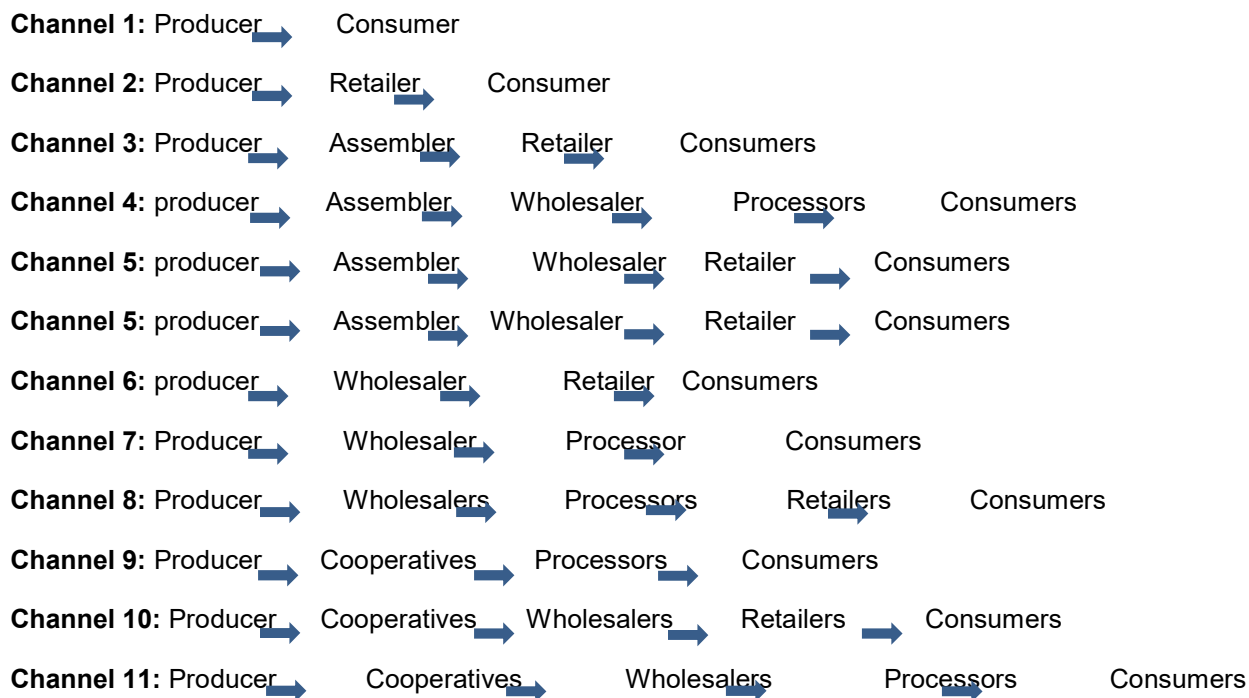 Channel 1: Producer Consumer
Channel 2: Producer Retailer Consumer
Channel 3: Producer Assembler Retailer Consumers
Channel 4: producer Assembler Wholesaler Processors Consumers
Channel 5: producer Assembler Wholesaler Retailer Consumers
Channel 5: producer Assembler Wholesaler Retailer Consumers
Channel 6: producer Wholesaler Retailer Consumers
Channel 7: Producer Wholesaler Processor Consumers
Channel 8: Producer Wholesalers Processors Retailers Consumers
Channel 9: Producer Cooperatives Processors Consumers
Channel 10: Producer Cooperatives Wholesalers Retailers Consumers
Channel 11: Producer Cooperatives Wholesalers Processors Consumers